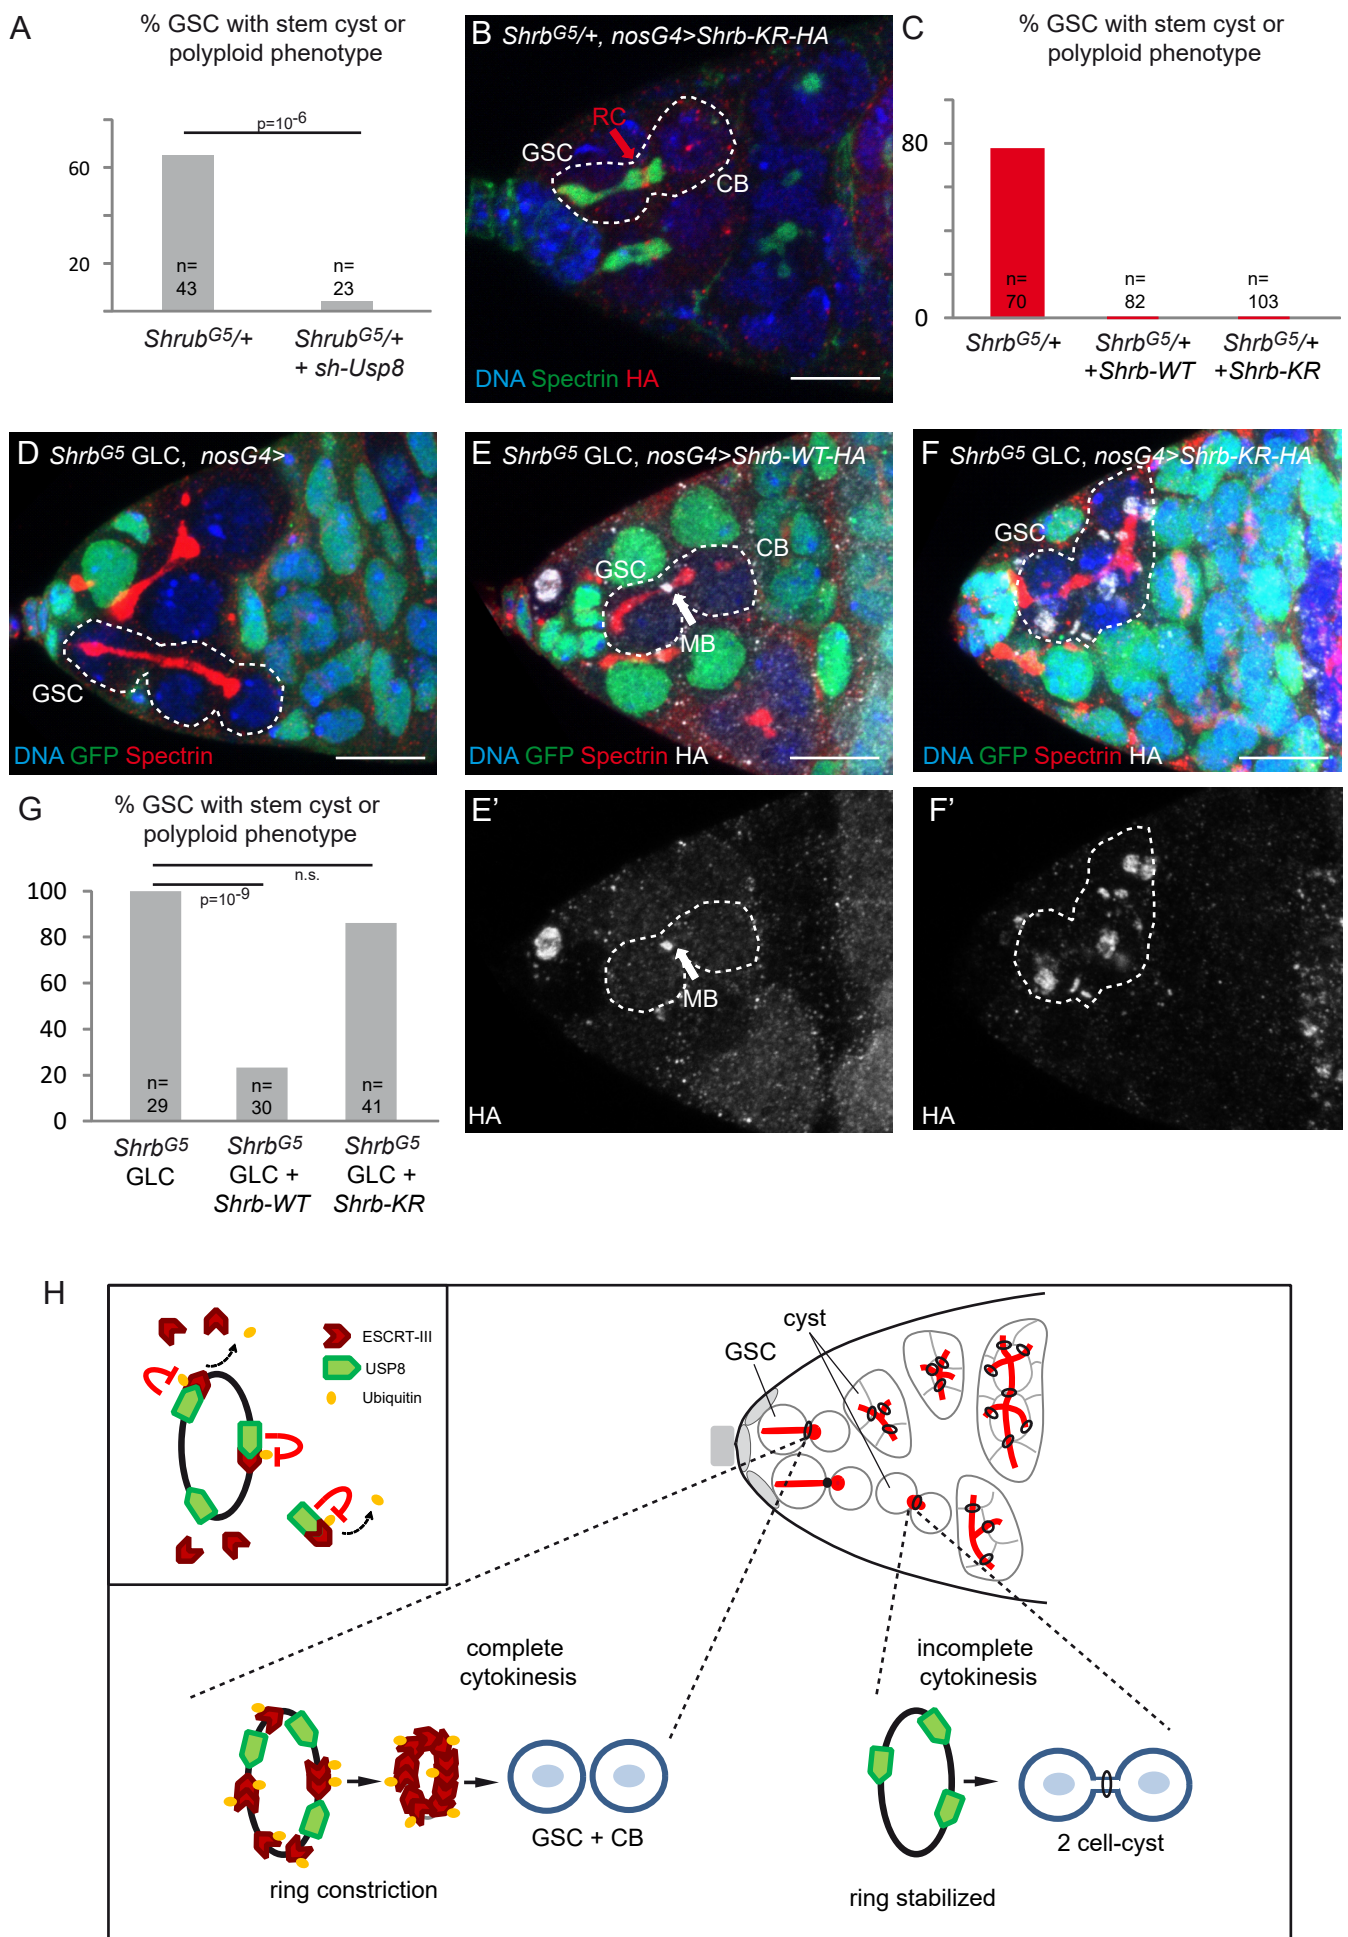 A
% GSC with stem cyst or
polyploid phenotype
p=10-6
60
20
n=
43
n=
23
ShrubG5/+
ShrubG5/+
+ sh-Usp8
B ShrbG5/+, nosG4>Shrb-KR-HA
RC
GSC
CB
DNA Spectrin HA
C
% GSC with stem cyst or
polyploid phenotype
80
0
n=
70
n=
82
n=
103
ShrbG5/+
ShrbG5/+
+Shrb-WT
ShrbG5/+
+Shrb-KR
D ShrbG5 GLC, nosG4>
GSC
DNA GFP Spectrin
E ShrbG5 GLC, nosG4>Shrb-WT-HA
CB
GSC
MB
DNA GFP Spectrin HA
F ShrbG5 GLC, nosG4>Shrb-KR-HA
GSC
DNA GFP Spectrin HA
G
% GSC with stem cyst or
polyploid phenotype
n.s.
p=10-9
100
80
60
40
20
0
n=
29
n=
30
n=
41
ShrbG5
GLC
ShrbG5
GLC +
Shrb-WT
ShrbG5
GLC +
Shrb-KR
E’
MB
HA
F’
HA
H
ESCRT-III
USP8
Ubiquitin
cyst
GSC
complete
cytokinesis
incomplete
cytokinesis
GSC + CB
ring constriction
2 cell-cyst
ring stabilized